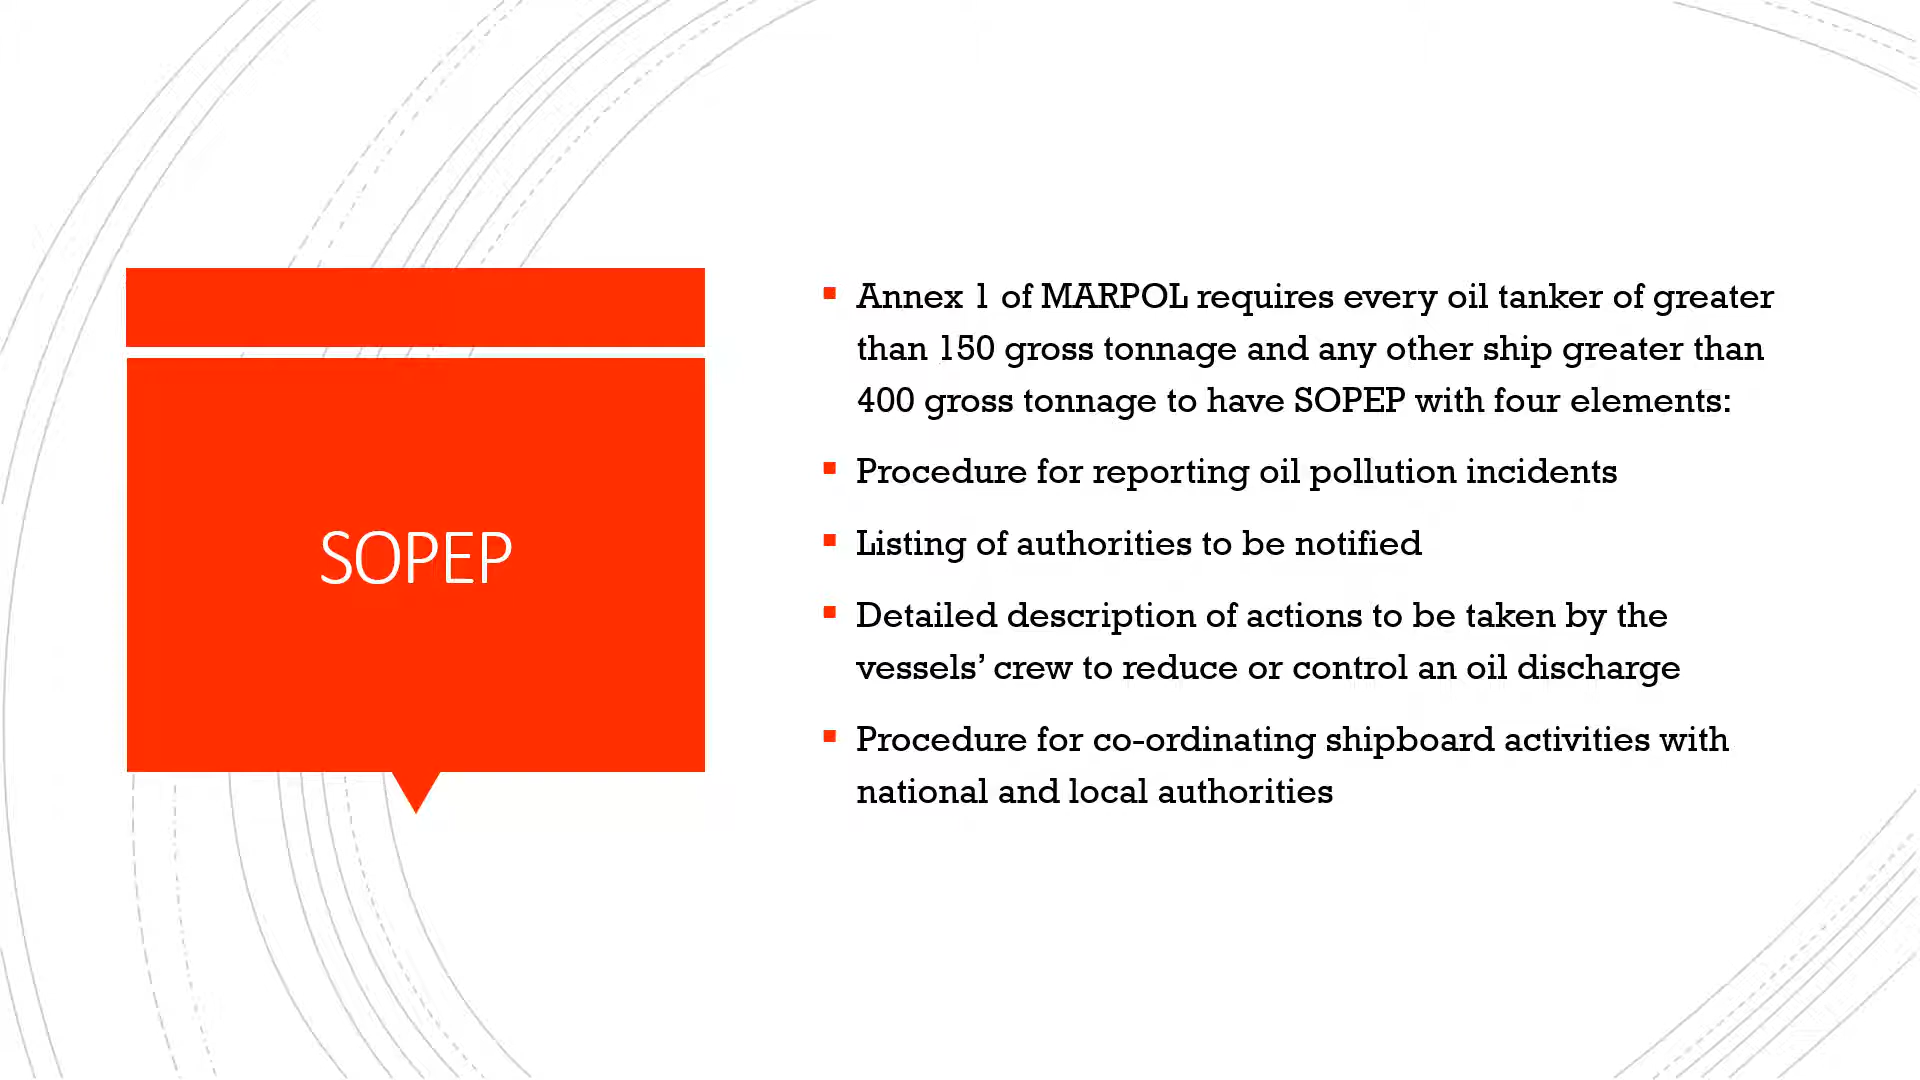 SOPEP
Annex 1 of MARPOL requires every oil tanker of greater
than 150 gross tonnage and any other ship greater than
400 gross tonnage to have SOPEP with four elements:
Procedure for reporting oil pollution incidents
Listing of authorities to be notified
Detailed description of actions to be taken by the
vessels’ crew to reduce or control an oil discharge
Procedure for co-ordinating shipboard activities with
national and local authorities